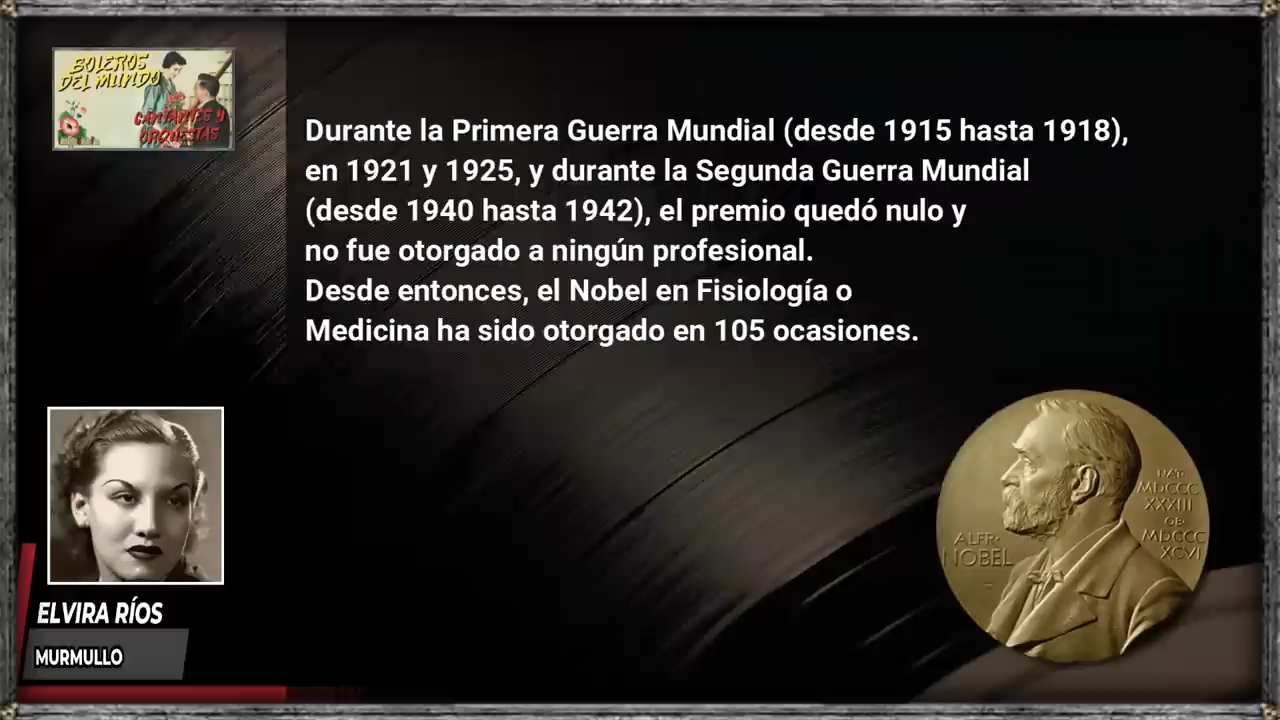 BOLEROS
DEL MUNDO
CANTANTES Y
ORQUESTAS
Durante la Primera Guerra Mundial (desde 1915 hasta 1918),
en 1921 y 1925, y durante la Segunda Guerra Mundial
(desde 1940 hasta 1942), el premio quedó nulo y
no fue otorgado a ningún profesional.
Desde entonces, el Nobel en Fisiología o
Medicina ha sido otorgado en 105 ocasiones.
ALFR·
NOBEL
NAT·
MDCCC
XXXIII
OB·
MDCCC
XCVI
ELVIRA RÍOS
MURMULLO